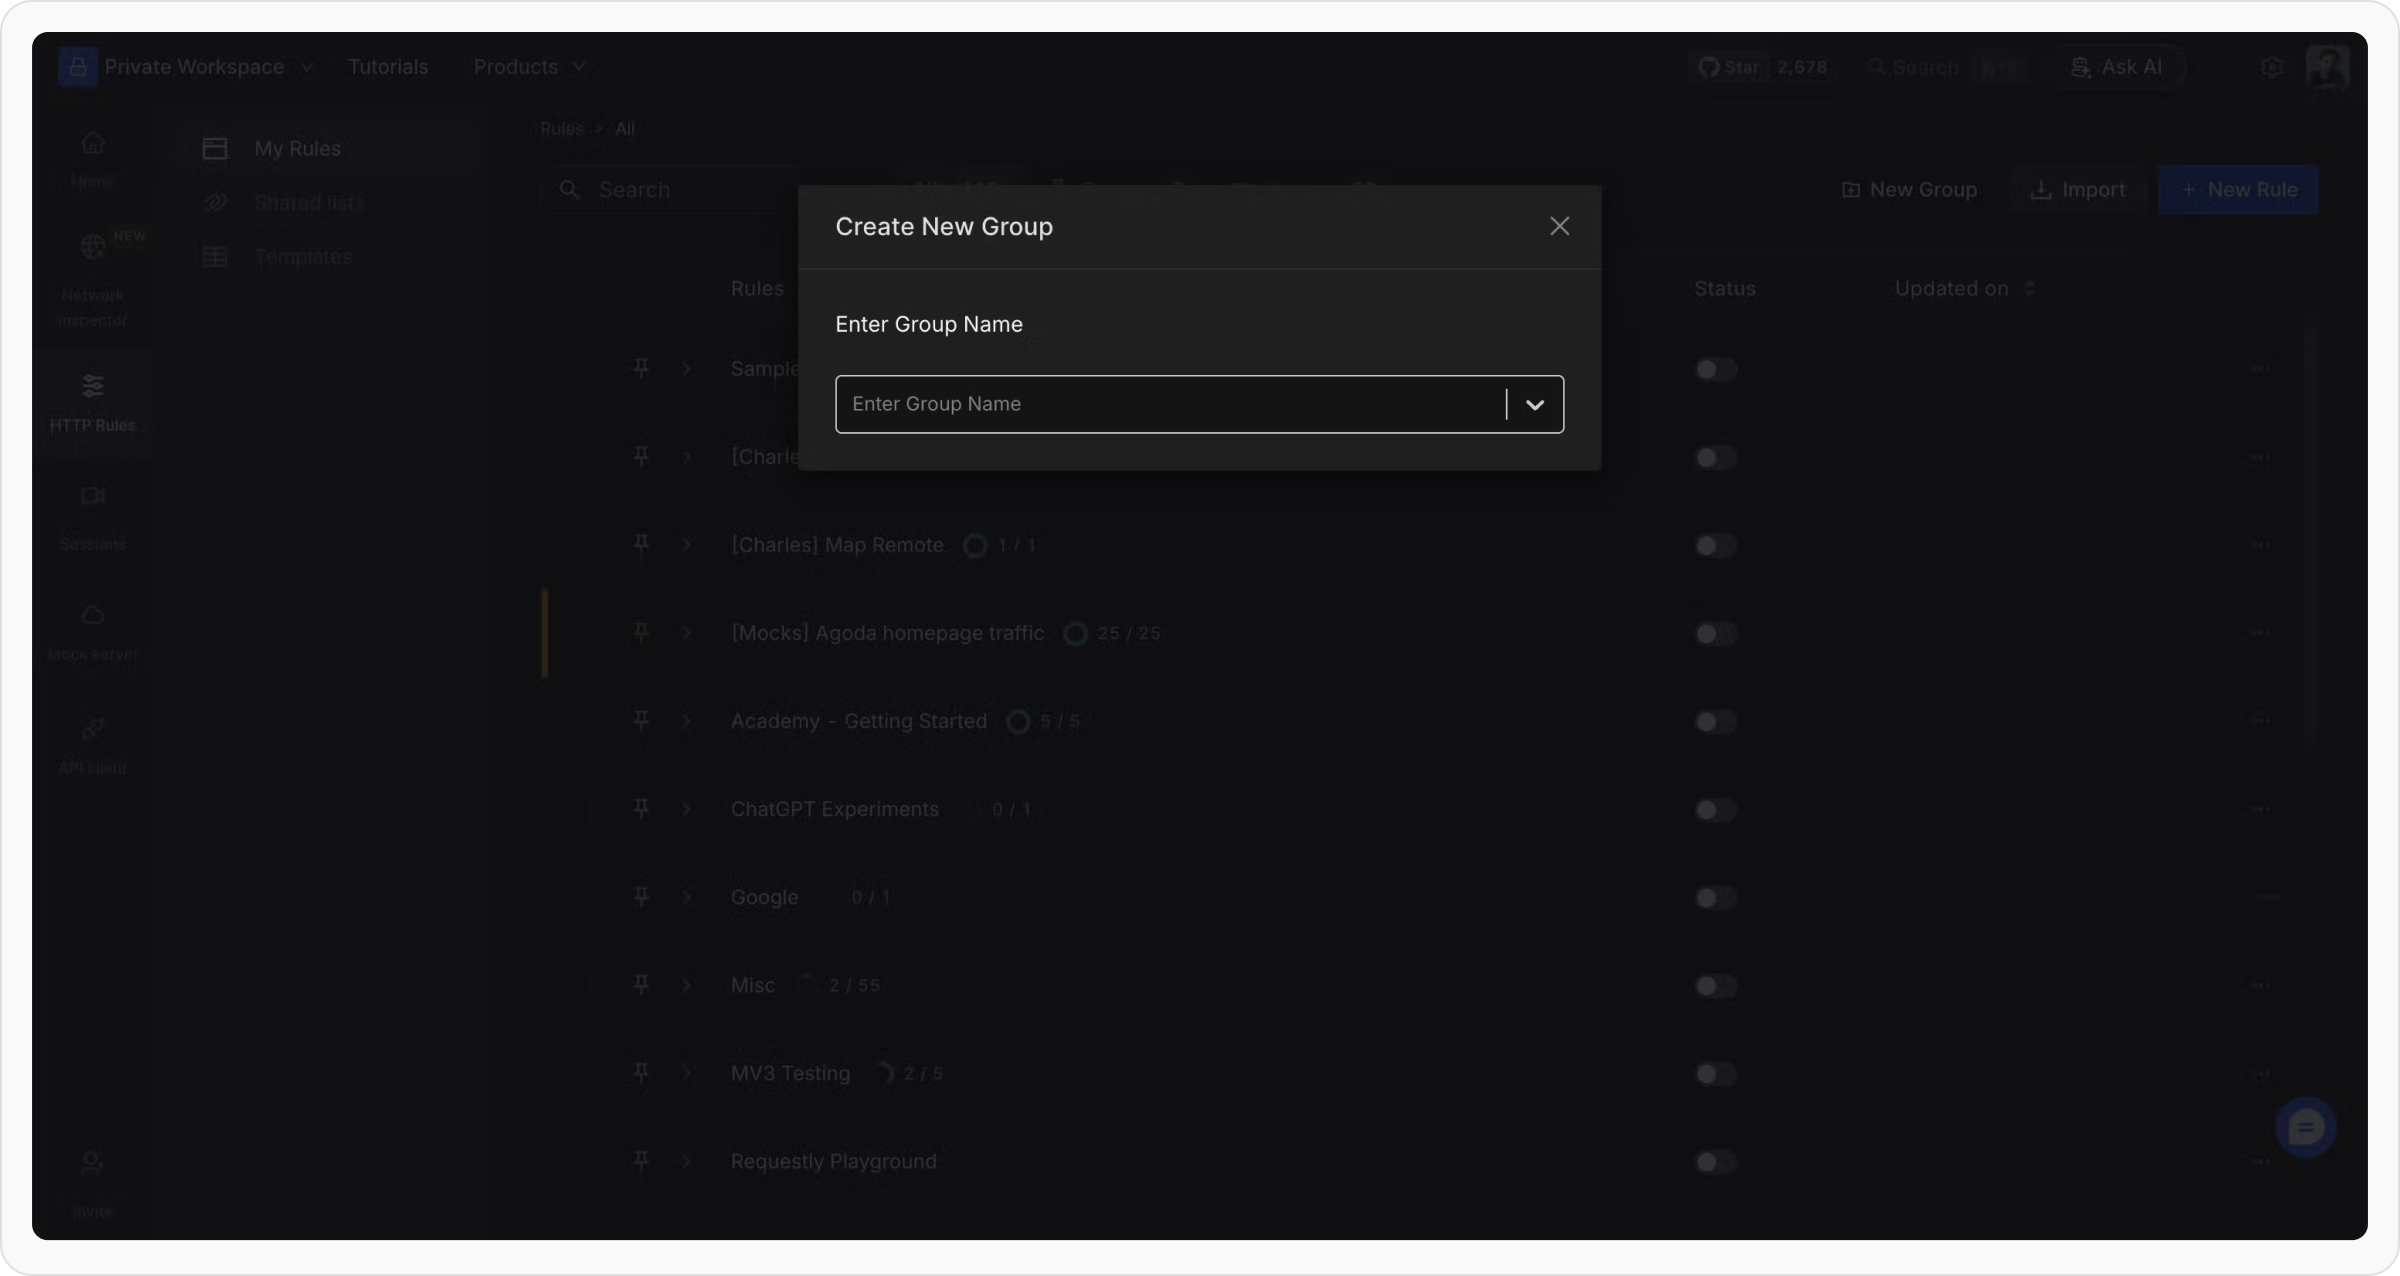 Private Workspace Tutorials Products
Star 2,678 Search Ask AI
Home
NEW
Network
Inspector
HTTP Rules
Sessions
Mock server
API client
Invite
My Rules
Shared lists
Templates
Rules > All
Search
New Group Import + New Rule
Create New Group
Enter Group Name
Enter Group Name
Rules Status Updated on
Sample
[Charle
[Charles] Map Remote 1 / 1
[Mocks] Agoda homepage traffic 25 / 25
Academy - Getting Started 5 / 5
ChatGPT Experiments 0 / 1
Google 0 / 1
Misc 2 / 55
MV3 Testing 2 / 5
Requestly Playground